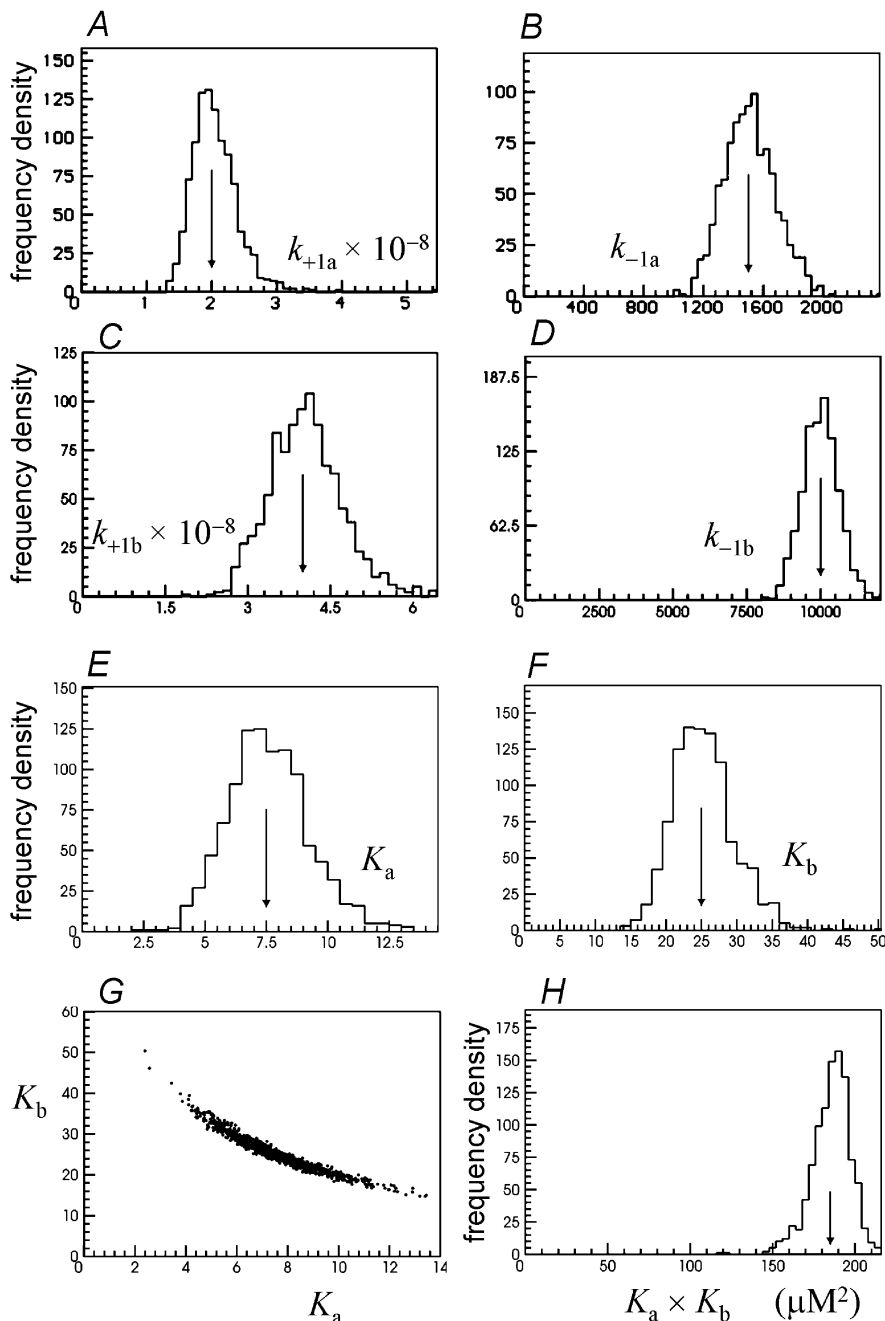 A
frequency density
150
125
100
75
50
25
0
0 1 2 3 4 5
k+1a × 10−8
B
100
75
50
25
0
0 400 800 1200 1600 2000
k−1a
C
frequency density
125
100
75
50
25
0
0 1.5 3 4.5 6
k+1b × 10−8
D
187.5
125
62.5
0
0 2500 5000 7500 10000
k−1b
E
frequency density
150
125
100
75
50
25
0
0 2.5 5 7.5 10 12.5
Ka
F
150
125
100
75
50
25
0
0 5 10 15 20 25 30 35 40 45 50
Kb
G
Kb
60
50
40
30
20
10
0
0 2 4 6 8 10 12 14
Ka
H
frequency density
175
150
125
100
75
50
25
0
0 50 100 150 200
Ka × Kb (μM2)